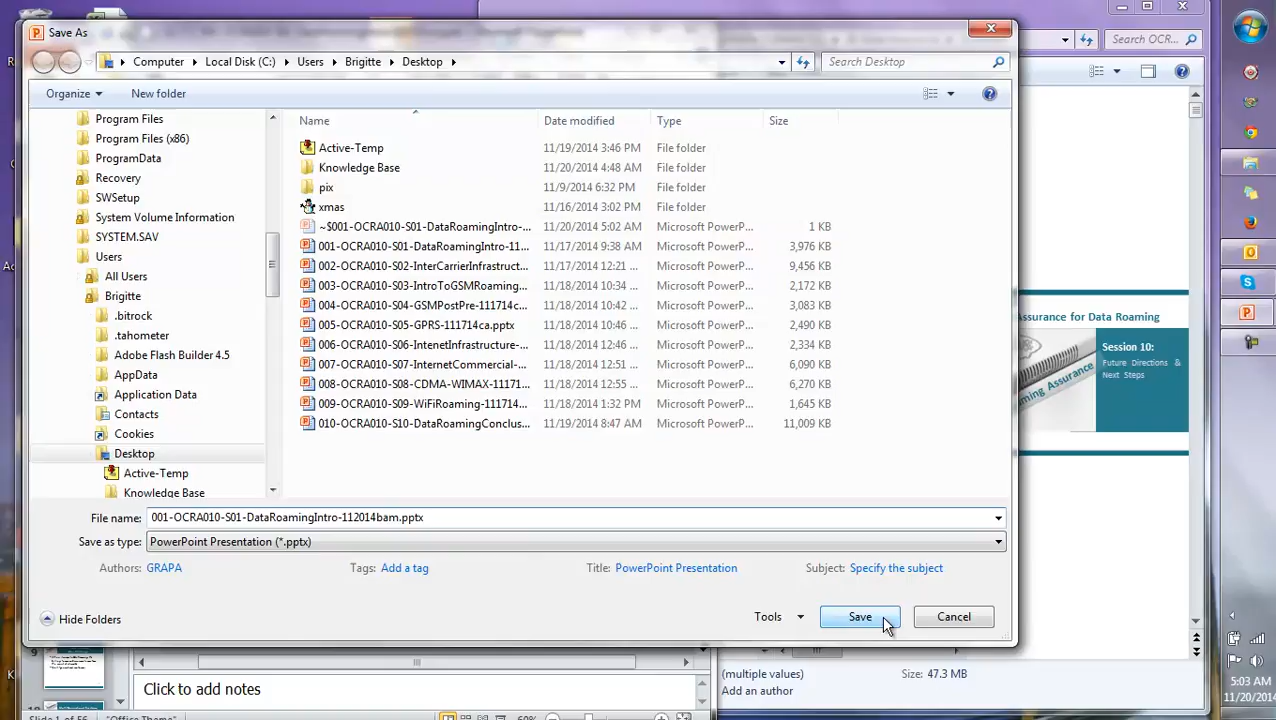 Save As
Computer Local Disk (C:) Users Brigitte Desktop
Search Desktop
Search OCR...
Organize New folder
Name Date modified Type Size
Program Files
Program Files (x86)
ProgramData
Recovery
SWSetup
System Volume Information
SYSTEM.SAV
Users
All Users
Brigitte
.bitrock
.tahometer
Adobe Flash Builder 4.5
AppData
Application Data
Contacts
Cookies
Desktop
Active-Temp
Knowledge Base
Active-Temp 11/19/2014 3:46 PM File folder
Knowledge Base 11/20/2014 4:48 AM File folder
pix 11/9/2014 6:32 PM File folder
xmas 11/16/2014 3:02 PM File folder
~$001-OCRA010-S01-DataRoamingIntro-... 11/20/2014 5:02 AM Microsoft PowerP... 1 KB
001-OCRA010-S01-DataRoamingIntro-11... 11/17/2014 9:38 AM Microsoft PowerP... 3,976 KB
002-OCRA010-S02-InterCarrierInfrastruct... 11/17/2014 12:21 ... Microsoft PowerP... 9,456 KB
003-OCRA010-S03-IntroToGSMRoaming... 11/18/2014 10:34 ... Microsoft PowerP... 2,172 KB
004-OCRA010-S04-GSMPostPre-111714c... 11/18/2014 10:42 ... Microsoft PowerP... 3,083 KB
005-OCRA010-S05-GPRS-111714ca.pptx 11/18/2014 10:46 ... Microsoft PowerP... 2,490 KB
006-OCRA010-S06-IntenetInfrastructure-... 11/18/2014 12:46 ... Microsoft PowerP... 2,334 KB
007-OCRA010-S07-InternetCommercial-... 11/18/2014 12:51 ... Microsoft PowerP... 6,090 KB
008-OCRA010-S08-CDMA-WIMAX-11171... 11/18/2014 12:55 ... Microsoft PowerP... 6,270 KB
009-OCRA010-S09-WiFiRoaming-111714... 11/18/2014 1:32 PM Microsoft PowerP... 1,645 KB
010-OCRA010-S10-DataRoamingConclus... 11/19/2014 8:47 AM Microsoft PowerP... 11,009 KB
File name: 001-OCRA010-S01-DataRoamingIntro-112014bam.pptx
Save as type: PowerPoint Presentation (*.pptx)
Authors: GRAPA Tags: Add a tag Title: PowerPoint Presentation Subject: Specify the subject
Hide Folders Tools Save Cancel
Assurance for Data Roaming
Session 10:
Future Directions &
Next Steps
ming Assurance
9
Click to add notes
(multiple values) Size: 47.3 MB
Add an author
Slide 1 of 56 "Office Theme" 60%
5:03 AM
11/20/2014